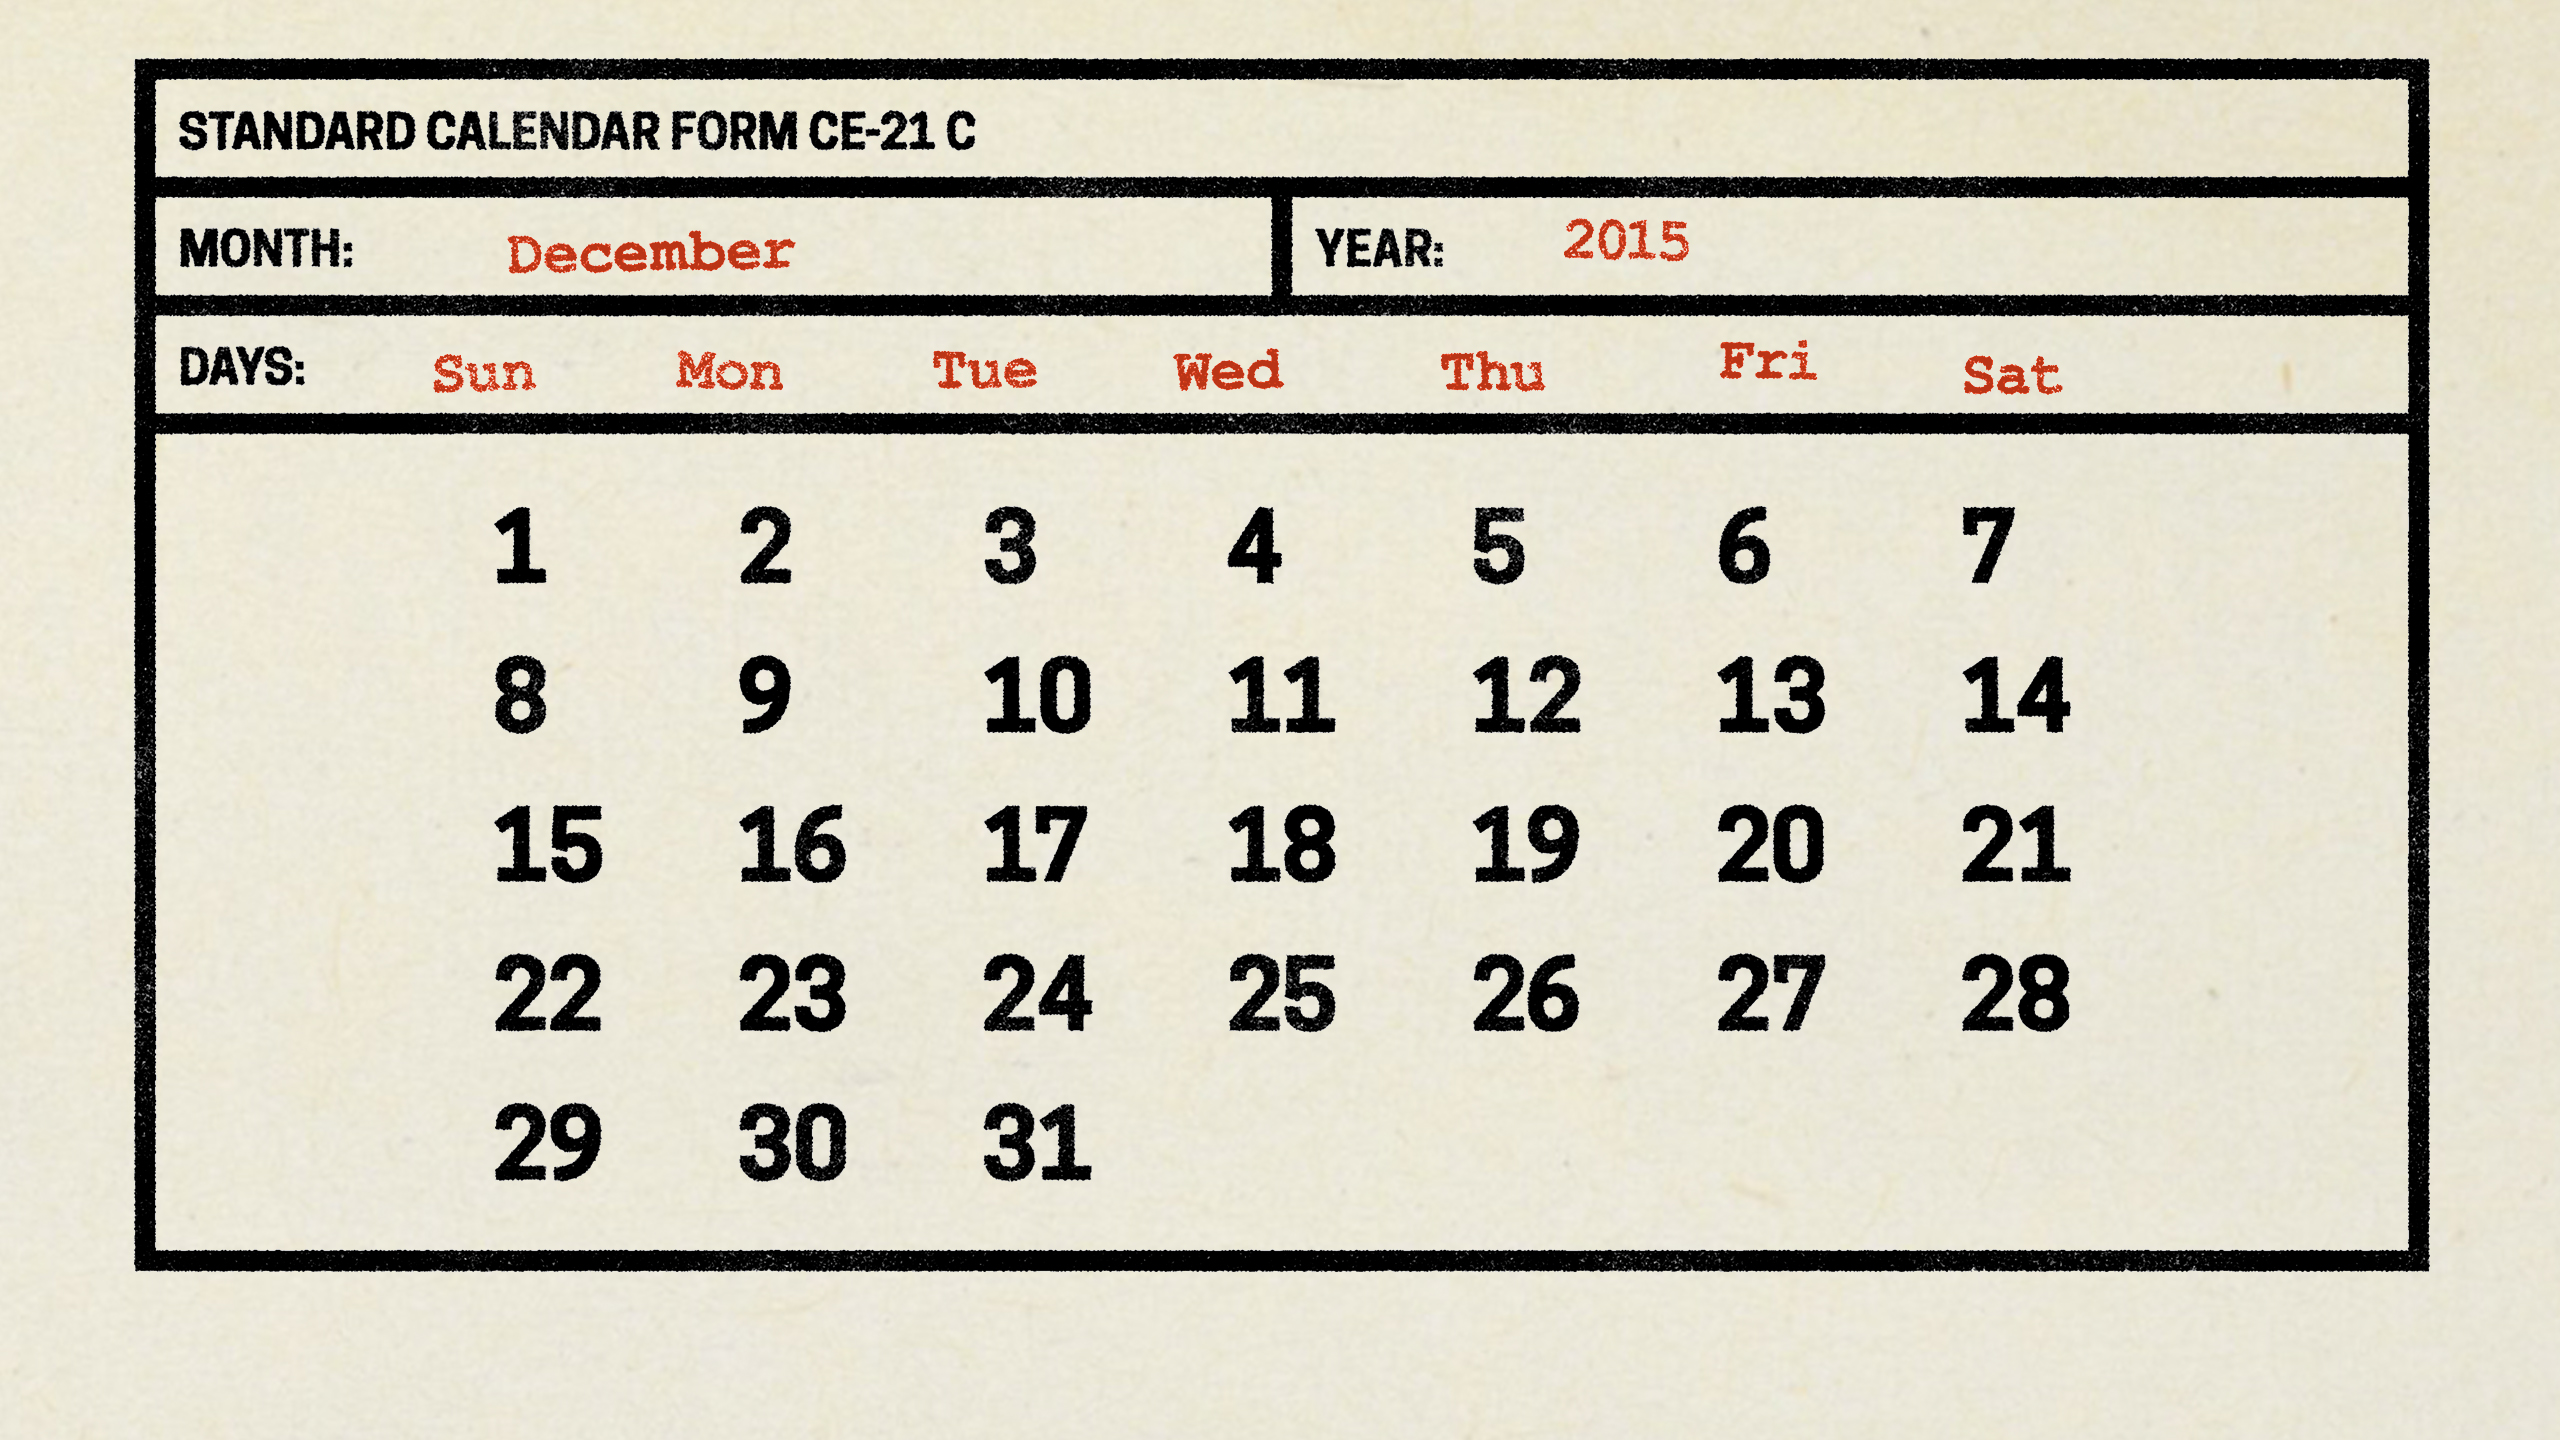 STANDARD CALENDAR FORM CE-21 C
MONTH: December YEAR: 2015
DAYS: Sun Mon Tue Wed Thu Fri Sat
1 2 3 4 5 6 7
8 9 10 11 12 13 14
15 16 17 18 19 20 21
22 23 24 25 26 27 28
29 30 31